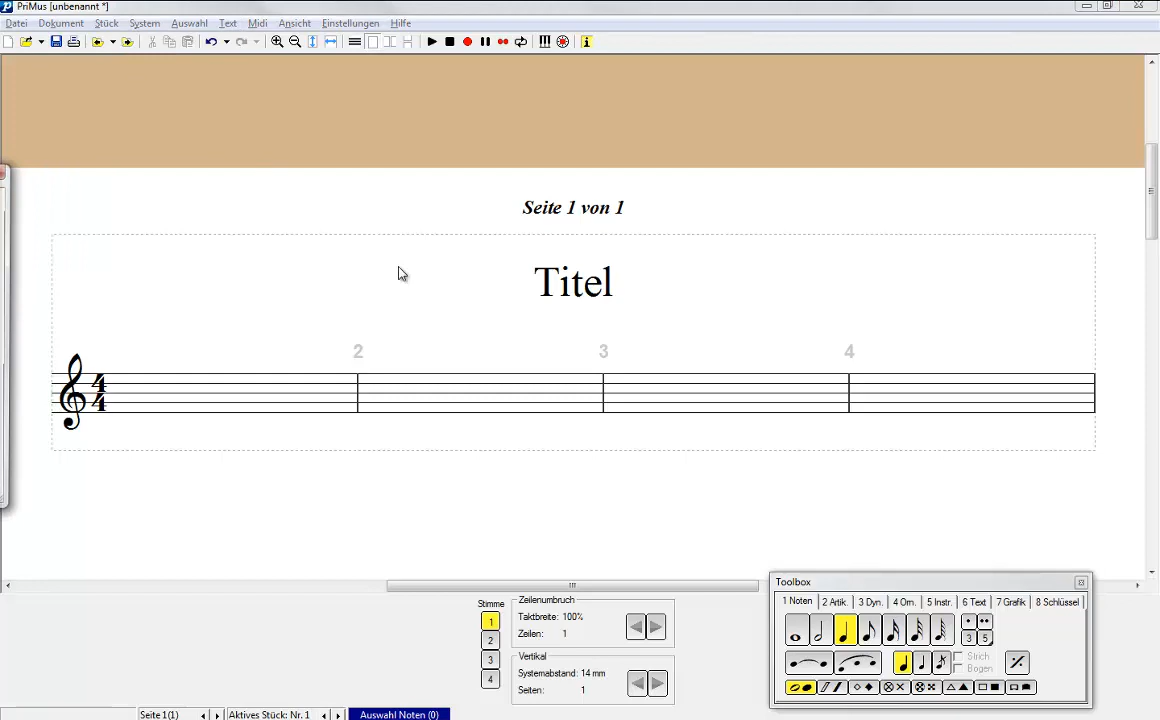 PriMus [unbenannt *]
Datei Dokument Stück System Auswahl Text Midi Ansicht Einstellungen Hilfe
Seite 1 von 1
Titel
2 3 4
4
4
Stimme
1
2
3
4
Zeilenumbruch
Taktbreite: 100%
Zeilen: 1
Vertikal
Systemabstand: 14 mm
Seiten: 1
Toolbox
1 Noten 2 Artik. 3 Dyn. 4 Orn. 5 Instr. 6 Text 7 Grafik 8 Schlüssel
3 5
Strich
Bogen
Seite 1(1) Aktives Stück: Nr. 1 Auswahl Noten (0)